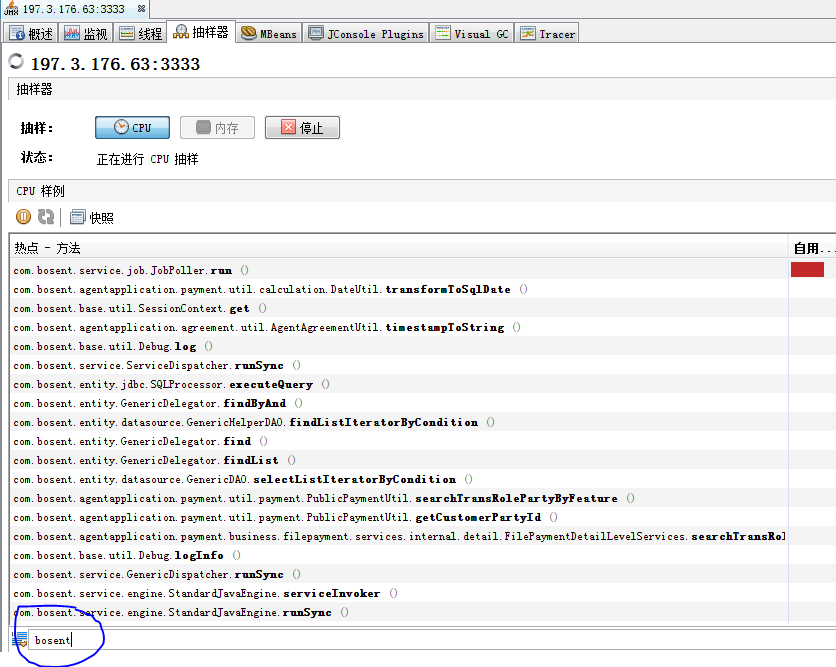 JMX 197.3.176.63:3333
概述 监视 线程 抽样器 MBeans JConsole Plugins Visual GC Tracer
197.3.176.63:3333
抽样器
抽样： CPU 内存 停止
状态： 正在进行 CPU 抽样
CPU 样例
快照
热点 - 方法 自用...
com.bosent.service.job.JobPoller.run ()
com.bosent.agentapplication.payment.util.calculation.DateUtil.transformToSqlDate ()
com.bosent.base.util.SessionContext.get ()
com.bosent.agentapplication.agreement.util.AgentAgreementUtil.timestampToString ()
com.bosent.base.util.Debug.log ()
com.bosent.service.ServiceDispatcher.runSync ()
com.bosent.entity.jdbc.SQLProcessor.executeQuery ()
com.bosent.entity.GenericDelegator.findByAnd ()
com.bosent.entity.datasource.GenericHelperDAO.findListIteratorByCondition ()
com.bosent.entity.GenericDelegator.find ()
com.bosent.entity.GenericDelegator.findList ()
com.bosent.entity.datasource.GenericDAO.selectListIteratorByCondition ()
com.bosent.agentapplication.payment.util.payment.PublicPaymentUtil.searchTransRolePartyByFeature ()
com.bosent.agentapplication.payment.util.payment.PublicPaymentUtil.getCustomerPartyId ()
com.bosent.agentapplication.payment.business.filepayment.services.internal.detail.FilePaymentDetailLevelServices.searchTransRol
com.bosent.base.util.Debug.logInfo ()
com.bosent.service.GenericDispatcher.runSync ()
com.bosent.service.engine.StandardJavaEngine.serviceInvoker ()
com.bosent.service.engine.StandardJavaEngine.runSync ()
bosent